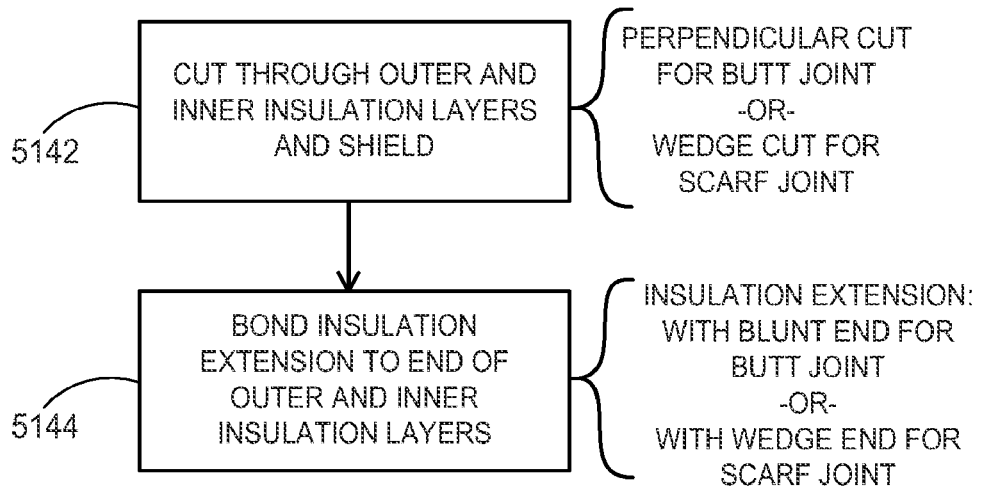 CUT THROUGH OUTER AND
INNER INSULATION LAYERS
AND SHIELD
5142
PERPENDICULAR CUT
FOR BUTT JOINT
-OR-
WEDGE CUT FOR
SCARF JOINT
BOND INSULATION
EXTENSION TO END OF
OUTER AND INNER
INSULATION LAYERS
5144
INSULATION EXTENSION:
WITH BLUNT END FOR
BUTT JOINT
-OR-
WITH WEDGE END FOR
SCARF JOINT